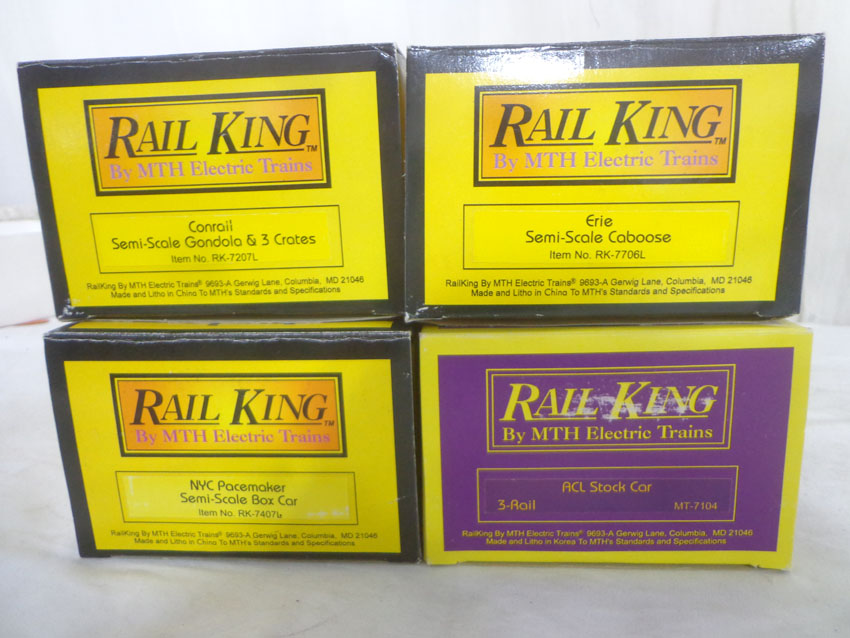 RAIL KING TM
By MTH Electric Trains
Conrail
Semi-Scale Gondola & 3 Crates
Item No. RK-7207L
RailKing By MTH Electric Trains® 9693-A Gerwig Lane, Columbia, MD 21046
Made and Litho in China To MTH's Standards and Specifications
RAIL KING TM
By MTH Electric Trains
Erie
Semi-Scale Caboose
Item No. RK-7706L
RailKing By MTH Electric Trains® 9693-A Gerwig Lane, Columbia, MD 21046
Made and Litho in China To MTH's Standards and Specifications
RAIL KING TM
By MTH Electric Trains
NYC Pacemaker
Semi-Scale Box Car
Item No. RK-7407L
RailKing By MTH Electric Trains® 9693-A Gerwig Lane, Columbia, MD 21046
Made and Litho in China To MTH's Standards and Specifications
RAIL KING
By MTH Electric Trains
ACL Stock Car
3-Rail MT-7104
RailKing By MTH Electric Trains® 9693-A Gerwig Lane, Columbia, MD 21046
Made and Litho in Korea To MTH's Standards and Specifications